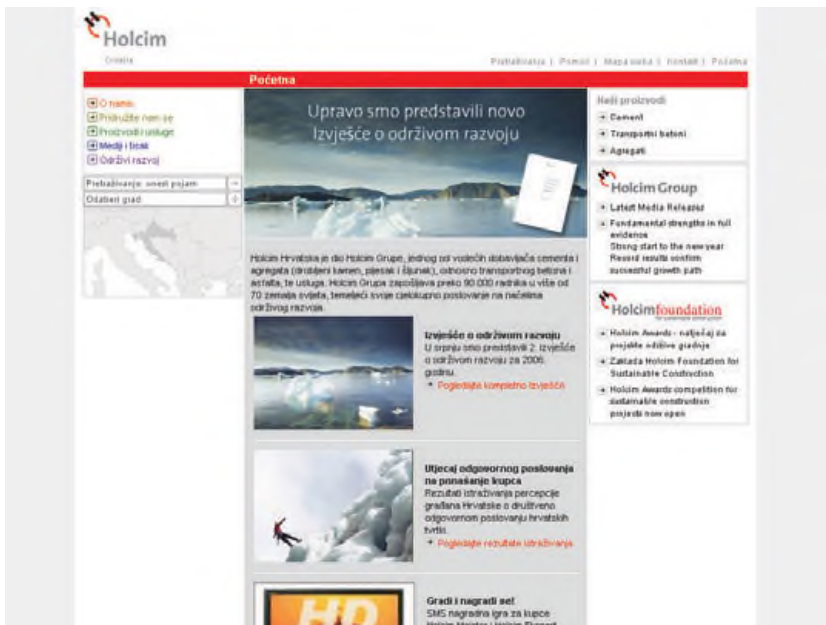 Holcim
Croatia
Pretraživanje | Pomoć | Mapa weba | Kontakt | Početna
Početna
O nama
Pridružite nam se
Proizvodi i usluge
Mediji i tisak
Održivi razvoj
Pretraživanje: unesi pojam
Odaberi grad
Upravo smo predstavili novo
Izvješće o održivom razvoju
Holcim Hrvatska je dio Holcim Grupe, jednog od vodećih dobavljača cementa i
agregata (drobljeni kamen, pijesak i šljunak), odnosno transportnog betona i
asfalta, te usluga. Holcim Grupa zapošljava preko 90.000 radnika u više od
70 zemalja svijeta, temeljeći svoje cjelokupno poslovanje na načelima
održivog razvoja.
Izvješće o održivom razvoju
U srpnju smo predstavili 2. Izvješće
o održivom razvoju za 2006.
godinu.
Pogledajte kompletno Izvješće
Utjecaj odgovornog poslovanja
na ponašanje kupca
Rezultati istraživanja percepcije
građana Hrvatske o društveno
odgovornom poslovanju hrvatskih
tvrtki.
Pogledajte rezultate istraživanja
HD
Gradi i nagradi se!
SMS nagradna igra za kupce
Naši proizvodi
Cement
Transportni betoni
Agregati
Holcim Group
Latest Media Releases
Fundamental strengths in full
evidence
Strong start to the new year
Record results confirm
successful growth path
Holcimfoundation
for sustainable construction
Holcim Awards - natječaj za
projekte održive gradnje
Zaklada Holcim Foundation for
Sustainable Construction
Holcim Awards competition for
sustainable construction
projects now open